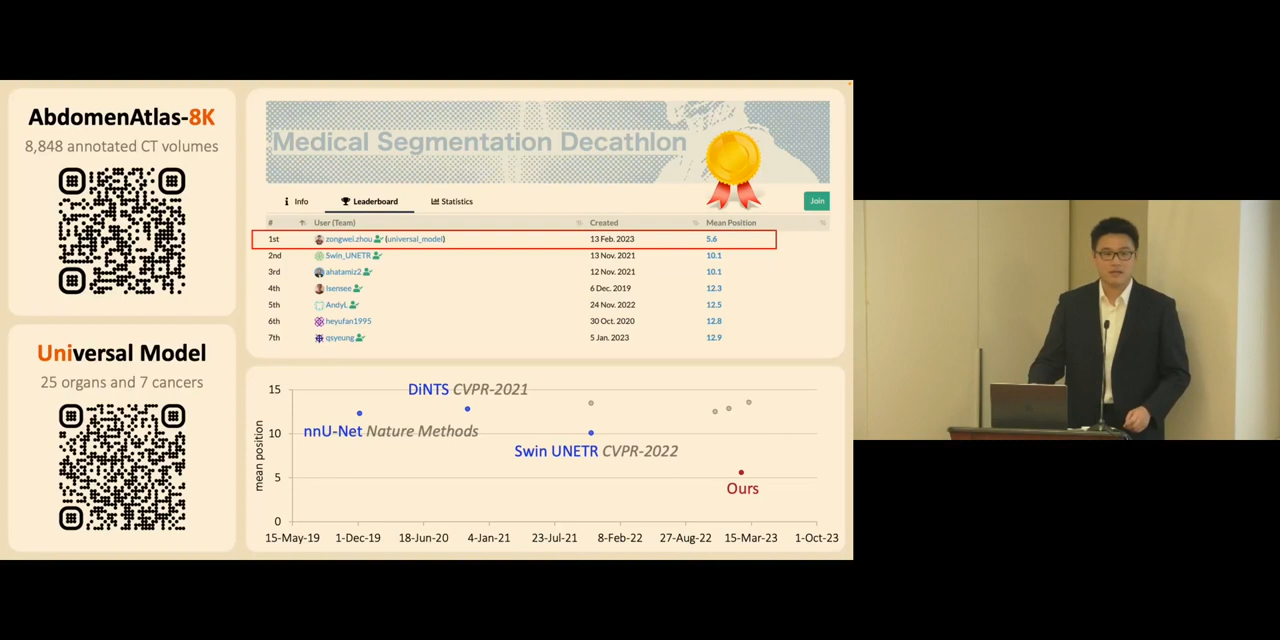 AbdomenAtlas-8K
8,848 annotated CT volumes
Universal Model
25 organs and 7 cancers
Medical Segmentation Decathlon
Info Leaderboard Statistics Join
# User (Team) Created Mean Position
1st zongwei.zhou (universal_model) 13 Feb. 2023 5.6
2nd Swin_UNETR 13 Nov. 2021 10.1
3rd ahatamiz2 12 Nov. 2021 10.1
4th Isensee 6 Dec. 2019 12.3
5th AndyL 24 Nov. 2022 12.5
6th heyufan1995 30 Oct. 2020 12.8
7th qsyeung 5 Jan. 2023 12.9
mean position
15
10
5
0
DiNTS CVPR-2021
nnU-Net Nature Methods
Swin UNETR CVPR-2022
Ours
15-May-19 1-Dec-19 18-Jun-20 4-Jan-21 23-Jul-21 8-Feb-22 27-Aug-22 15-Mar-23 1-Oct-23